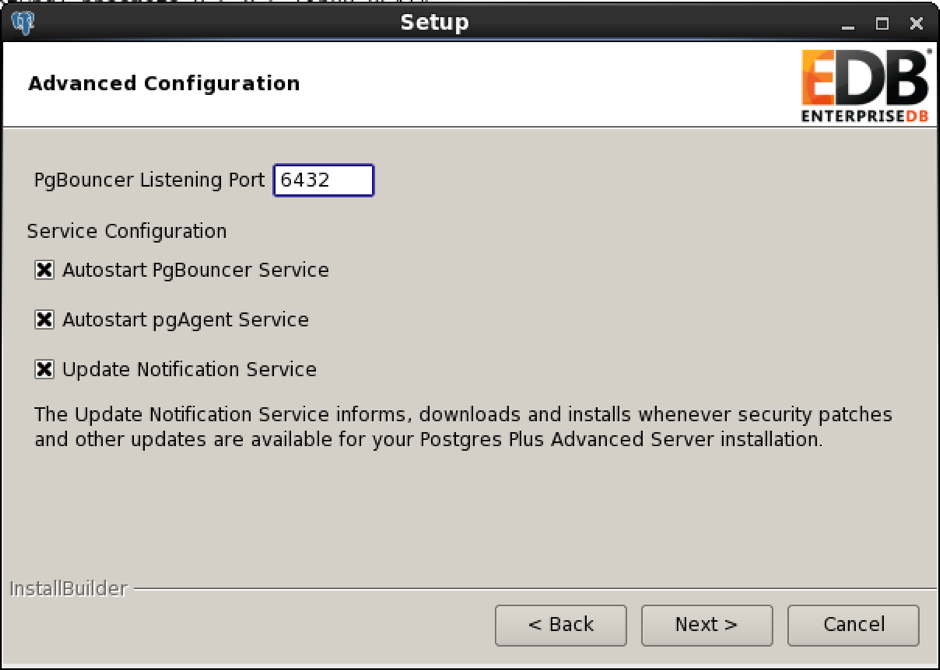 Setup
Advanced Configuration
EDB
ENTERPRISEDB
PgBouncer Listening Port 6432
Service Configuration
Autostart PgBouncer Service
Autostart pgAgent Service
Update Notification Service
The Update Notification Service informs, downloads and installs whenever security patches
and other updates are available for your Postgres Plus Advanced Server installation.
InstallBuilder
< Back Next > Cancel